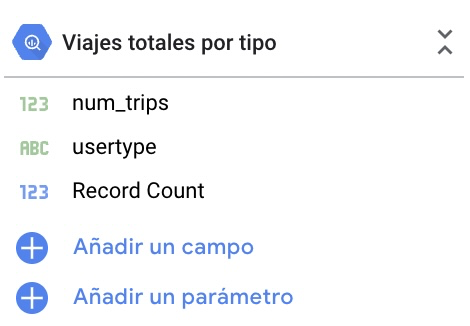 Viajes totales por tipo
123 num_trips
ABC usertype
123 Record Count
Añadir un campo
Añadir un parámetro